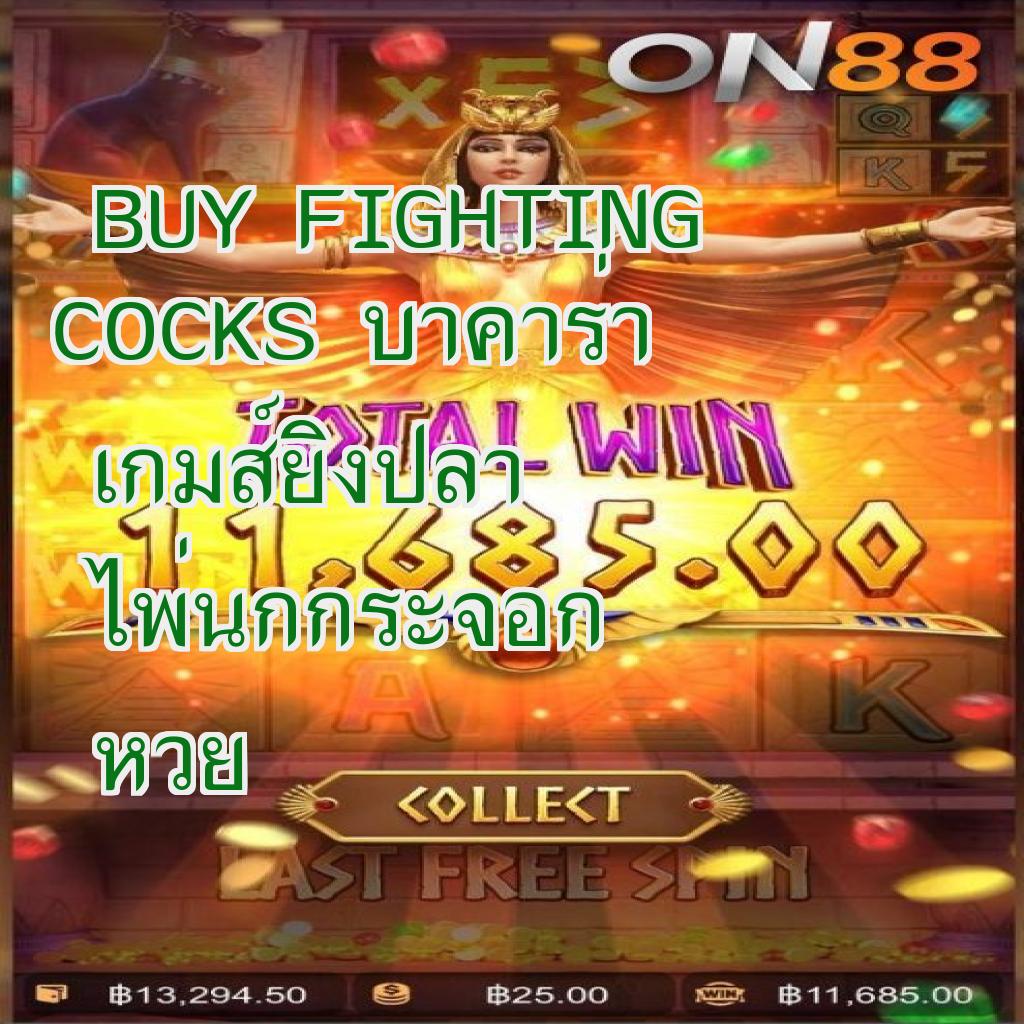 ON88
x53
Q
K
BUY FIGHTING
COCKS บาคาร่า
TOTAL WIN
เกมส์ยิงปลา
11,685.00
ไพ่นกกระจอก
A K
หวย
COLLECT
LAST FREE SPIN
฿13,294.50 ฿25.00 WIN ฿11,685.00